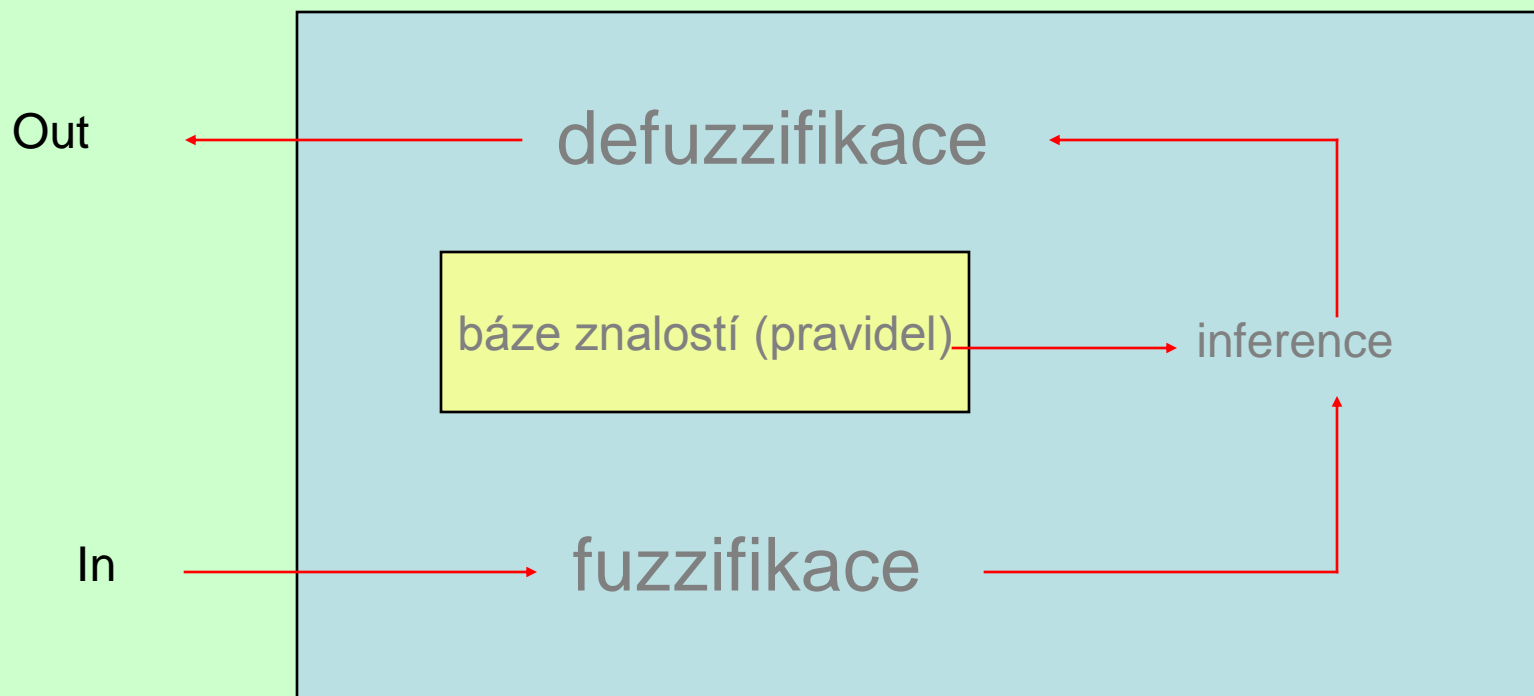 Out
defuzzifikace
báze znalostí (pravidel)
inference
In
fuzzifikace